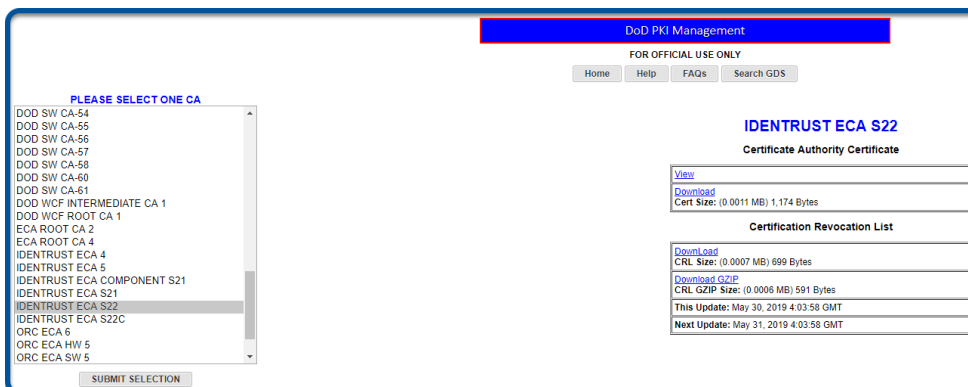 DoD PKI Management
FOR OFFICIAL USE ONLY
Home Help FAQs Search GDS
PLEASE SELECT ONE CA
DOD SW CA-54
DOD SW CA-55
DOD SW CA-56
DOD SW CA-57
DOD SW CA-58
DOD SW CA-60
DOD SW CA-61
DOD WCF INTERMEDIATE CA 1
DOD WCF ROOT CA 1
ECA ROOT CA 2
ECA ROOT CA 4
IDENTRUST ECA 4
IDENTRUST ECA 5
IDENTRUST ECA COMPONENT S21
IDENTRUST ECA S21
IDENTRUST ECA S22
IDENTRUST ECA S22C
ORC ECA 6
ORC ECA HW 5
ORC ECA SW 5
SUBMIT SELECTION
IDENTRUST ECA S22
Certificate Authority Certificate
View
Download
Cert Size: (0.0011 MB) 1,174 Bytes
Certification Revocation List
DownLoad
CRL Size: (0.0007 MB) 699 Bytes
Download GZIP
CRL GZIP Size: (0.0006 MB) 591 Bytes
This Update: May 30, 2019 4:03:58 GMT
Next Update: May 31, 2019 4:03:58 GMT